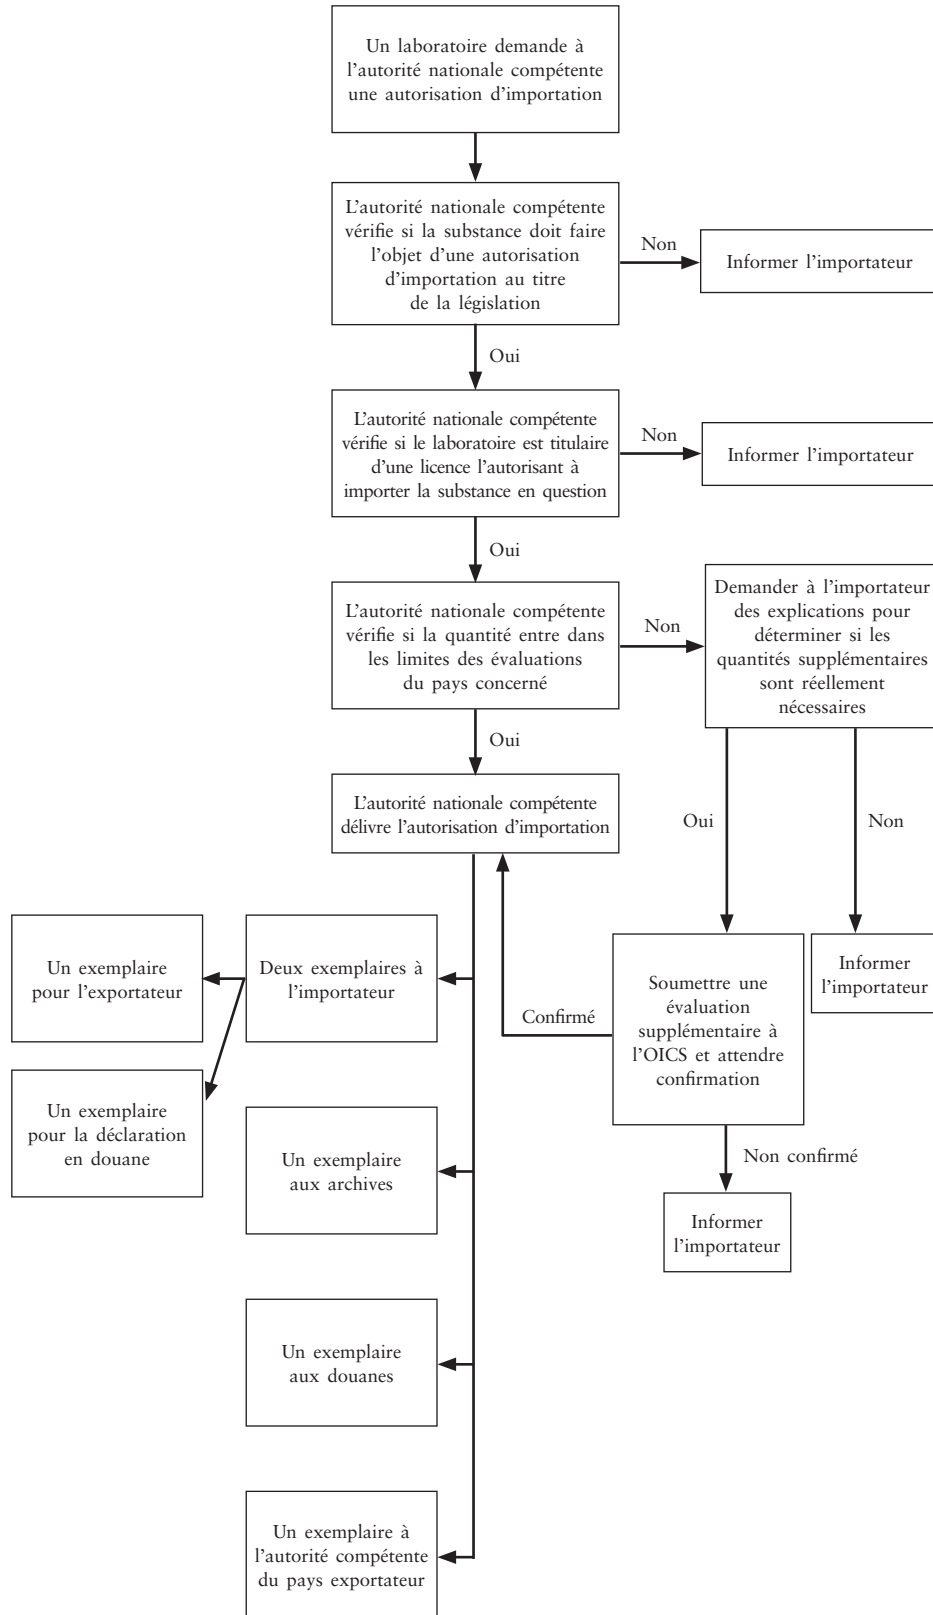 Un laboratoire demande à
l'autorité nationale compétente
une autorisation d'importation
L'autorité nationale compétente
vérifie si la substance doit faire
l'objet d'une autorisation
d'importation au titre
de la législation
Non
Informer l'importateur
Oui
L'autorité nationale compétente
vérifie si le laboratoire est titulaire
d'une licence l'autorisant à
importer la substance en question
Non
Informer l'importateur
Oui
L'autorité nationale compétente
vérifie si la quantité entre dans
les limites des évaluations
du pays concerné
Non
Demander à l'importateur
des explications pour
déterminer si les
quantités supplémentaires
sont réellement
nécessaires
Oui
L'autorité nationale compétente
délivre l'autorisation d'importation
Oui
Non
Un exemplaire
pour l'exportateur
Deux exemplaires à
l'importateur
Confirmé
Soumettre une
évaluation
supplémentaire à
l'OICS et attendre
confirmation
Informer
l'importateur
Un exemplaire
pour la déclaration
en douane
Un exemplaire
aux archives
Non confirmé
Informer
l'importateur
Un exemplaire
aux douanes
Un exemplaire à
l'autorité compétente
du pays exportateur